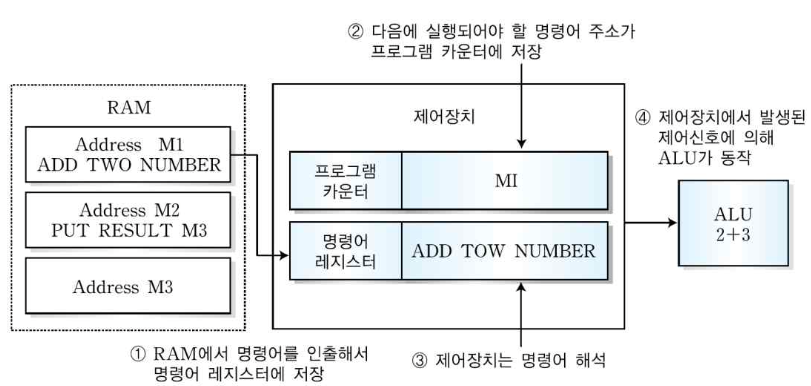 ② 다음에 실행되어야 할 명령어 주소가
프로그램 카운터에 저장
RAM
Address M1
ADD TWO NUMBER
Address M2
PUT RESULT M3
Address M3
제어장치
프로그램
카운터
MI
명령어
레지스터
ADD TOW NUMBER
④ 제어장치에서 발생된
제어신호에 의해
ALU가 동작
ALU
2+3
① RAM에서 명령어를 인출해서
명령어 레지스터에 저장
③ 제어장치는 명령어 해석